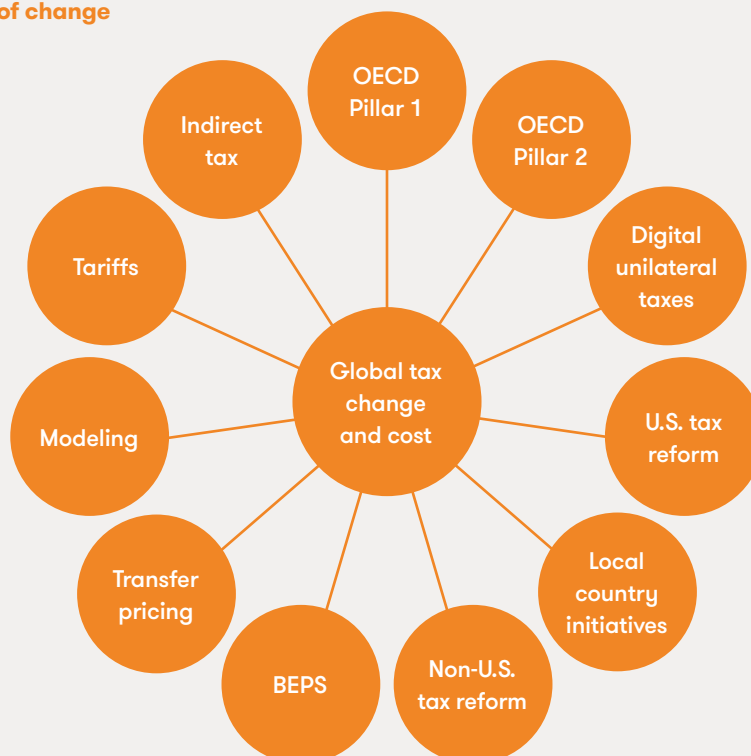 of change
OECD
Pillar 1
OECD
Pillar 2
Digital
unilateral
taxes
U.S. tax
reform
Local
country
initiatives
Non-U.S.
tax reform
BEPS
Transfer
pricing
Modeling
Tariffs
Indirect
tax
Global tax
change
and cost